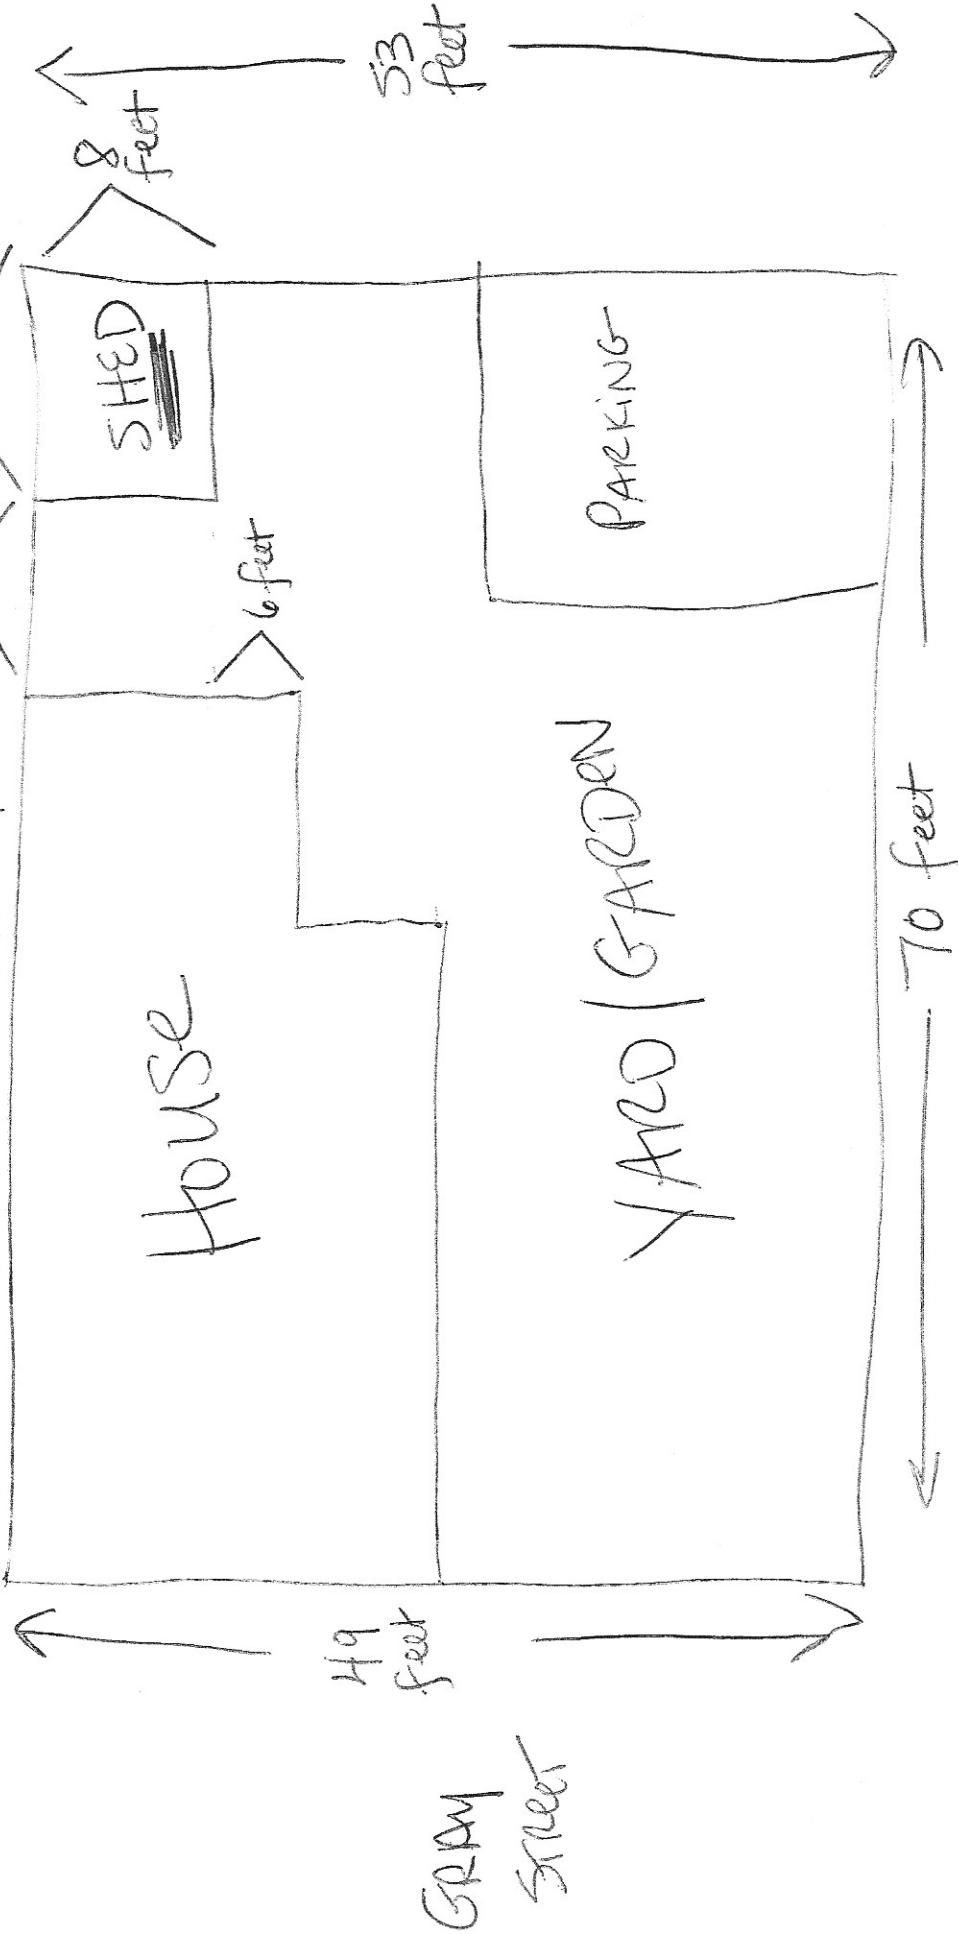 GRAY
STREET
49
feet
House
YARD / GARDEN
70 feet
6 feet
SHED
PARKING
8
feet
53
feet